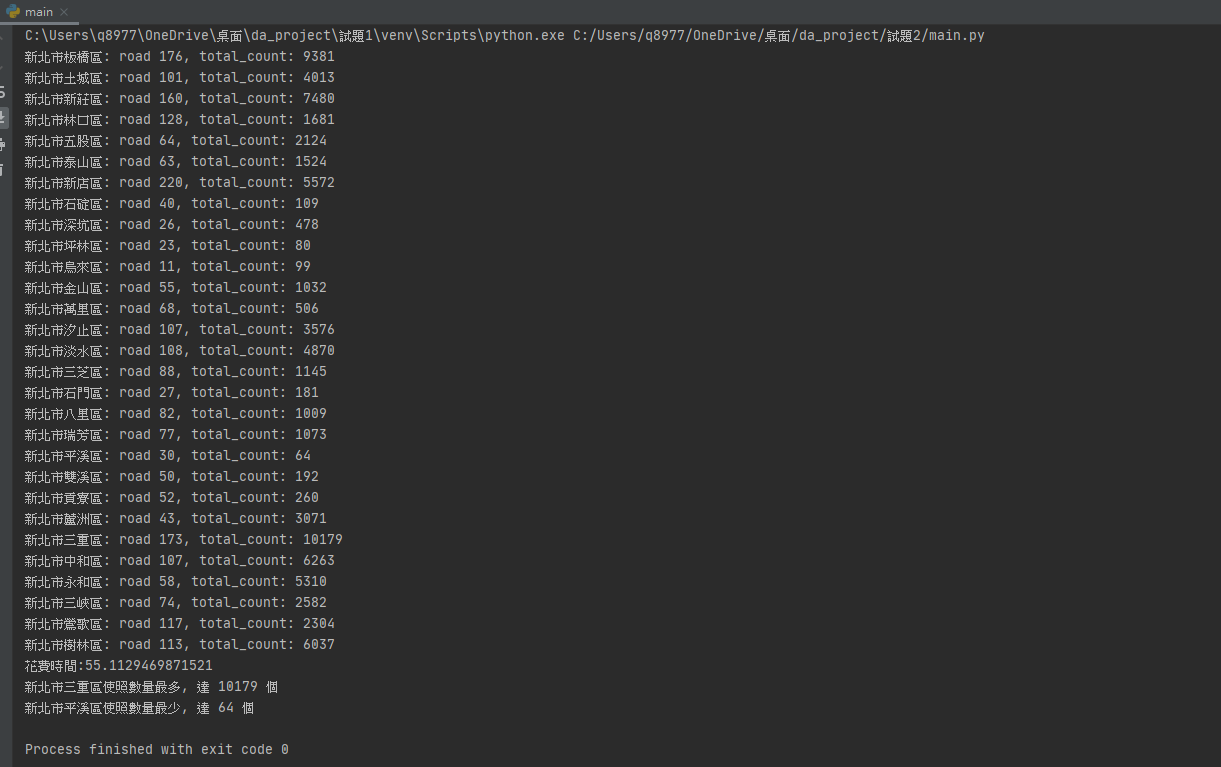 main
C:\Users\q8977\OneDrive\桌面\da_project\試題1\venv\Scripts\python.exe C:/Users/q8977/OneDrive/桌面/da_project/試題2/main.py
新北市板橋區: road 176, total_count: 9381
新北市土城區: road 101, total_count: 4013
新北市新莊區: road 160, total_count: 7480
新北市林口區: road 128, total_count: 1681
新北市五股區: road 64, total_count: 2124
新北市泰山區: road 63, total_count: 1524
新北市新店區: road 220, total_count: 5572
新北市石碇區: road 40, total_count: 109
新北市深坑區: road 26, total_count: 478
新北市坪林區: road 23, total_count: 80
新北市烏來區: road 11, total_count: 99
新北市金山區: road 55, total_count: 1032
新北市萬里區: road 68, total_count: 506
新北市汐止區: road 107, total_count: 3576
新北市淡水區: road 108, total_count: 4870
新北市三芝區: road 88, total_count: 1145
新北市石門區: road 27, total_count: 181
新北市八里區: road 82, total_count: 1009
新北市瑞芳區: road 77, total_count: 1073
新北市平溪區: road 30, total_count: 64
新北市雙溪區: road 50, total_count: 192
新北市貢寮區: road 52, total_count: 260
新北市蘆洲區: road 43, total_count: 3071
新北市三重區: road 173, total_count: 10179
新北市中和區: road 107, total_count: 6263
新北市永和區: road 58, total_count: 5310
新北市三峽區: road 74, total_count: 2582
新北市鶯歌區: road 117, total_count: 2304
新北市樹林區: road 113, total_count: 6037
花費時間:55.1129469871521
新北市三重區使照數量最多, 達 10179 個
新北市平溪區使照數量最少, 達 64 個
Process finished with exit code 0